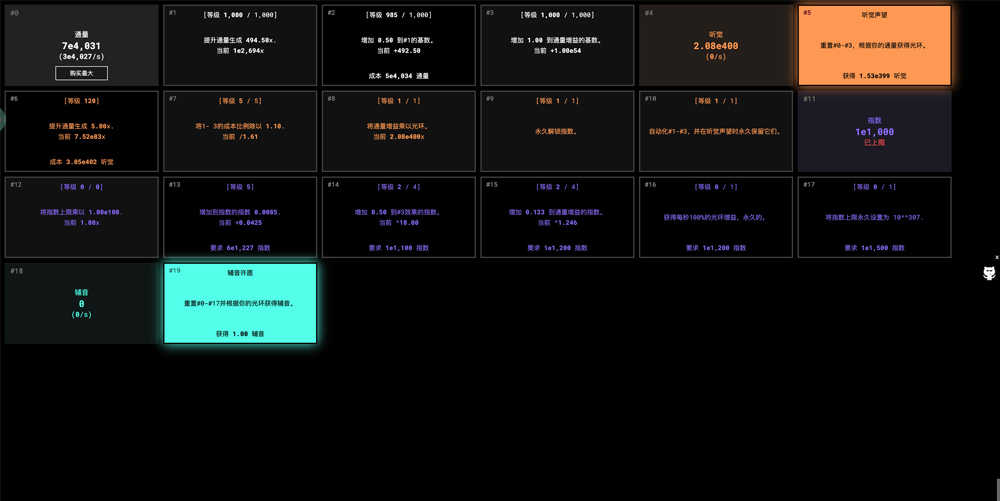 #0
通量
7e4,031
(3e4,027/s)
购买最大
#1
[等级 1,000 / 1,000]
提升通量生成 494.50x.
当前 1e2,694x
#2
[等级 985 / 1,000]
增加 0.50 到#1的基数。
当前 +492.50
成本 5e4,034 通量
#3
[等级 1,000 / 1,000]
增加 1.00 到通量增益的基数。
当前 +1.00e54
#4
听觉
2.08e400
(0/s)
#5
听觉声望
重置#0-#3，根据你的通量获得光环。
获得 1.53e399 听觉
#6
[等级 120]
提升通量生成 5.00x.
当前 7.52e83x
成本 3.05e402 听觉
#7
[等级 5 / 5]
将1- 3的成本比例除以 1.10.
当前 /1.61
#8
[等级 1 / 1]
将通量增益乘以光环。
当前 2.08e400x
#9
[等级 1 / 1]
永久解锁指数。
#10
[等级 1 / 1]
自动化#1-#3，并在听觉声望时永久保留它们。
#11
指数
1e1,000
已上限
#12
[等级 0 / 0]
将指数上限乘以 1.00e100.
当前 1.00x
#13
[等级 5]
增加到指数的指数 0.0085.
当前 +0.0425
要求 6e1,227 指数
#14
[等级 2 / 4]
增加 8.50 到#3效果的指数。
当前 ^18.00
要求 1e1,100 指数
#15
[等级 2 / 4]
增加 0.123 到通量增益的指数。
当前 ^1.246
要求 1e1,200 指数
#16
[等级 0 / 1]
获得每秒100%的光环增益，永久的。
要求 1e1,200 指数
#17
[等级 0 / 1]
将指数上限永久设置为 10^^307.
要求 1e1,500 指数
#18
辅音
0
(0/s)
#19
辅音许愿
重置#0-#17并根据你的光环获得辅音。
获得 1.00 辅音
x